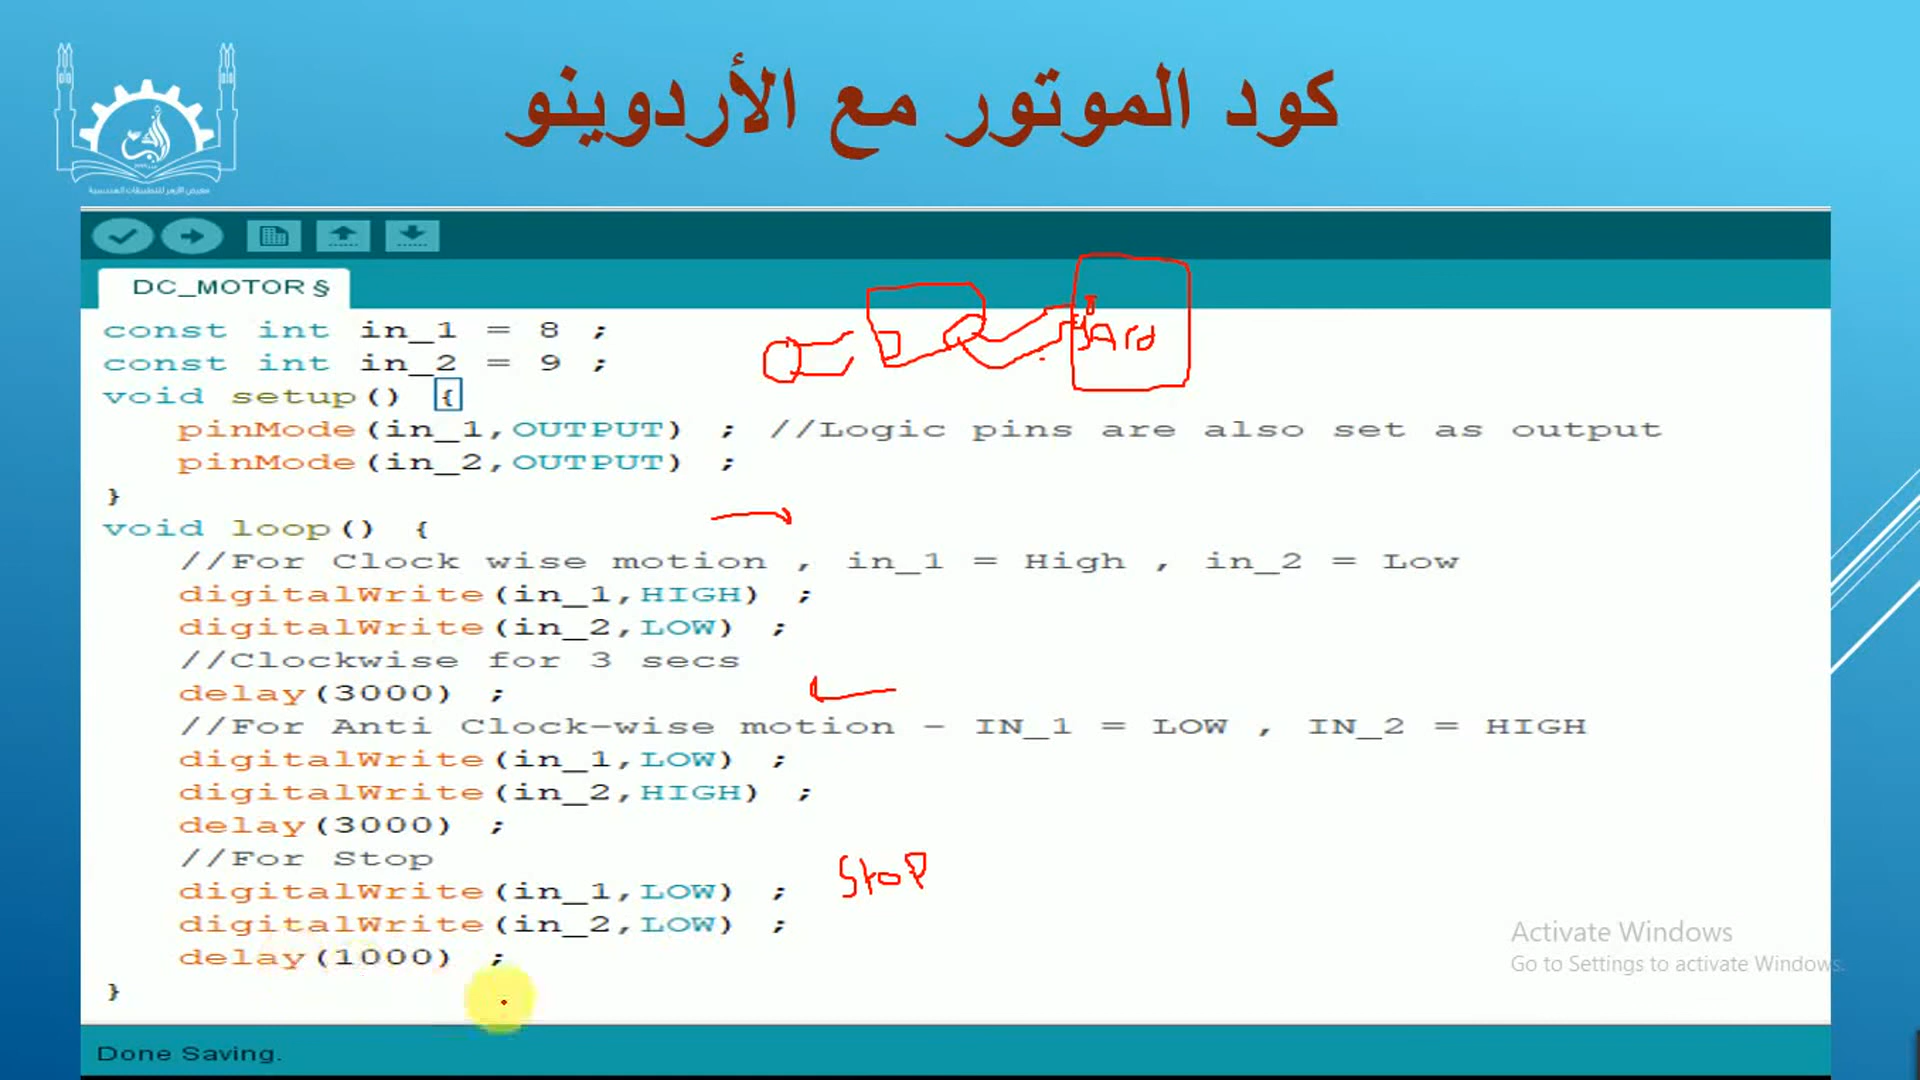 كود الموتور مع الأردوينو
معرض الازهر للتطبيقات الهندسية
DC_MOTOR §
const int in_1 = 8 ;
const int in_2 = 9 ;
void setup() {
pinMode(in_1,OUTPUT) ; //Logic pins are also set as output
pinMode(in_2,OUTPUT) ;
}
void loop() {
//For Clock wise motion , in_1 = High , in_2 = Low
digitalWrite(in_1,HIGH) ;
digitalWrite(in_2,LOW) ;
//Clockwise for 3 secs
delay(3000) ;
//For Anti Clock-wise motion - IN_1 = LOW , IN_2 = HIGH
digitalWrite(in_1,LOW) ;
digitalWrite(in_2,HIGH) ;
delay(3000) ;
//For Stop
digitalWrite(in_1,LOW) ;
StoP
digitalWrite(in_2,LOW) ;
delay(1000) ;
}
Activate Windows
Go to Settings to activate Windows.
Done Saving.